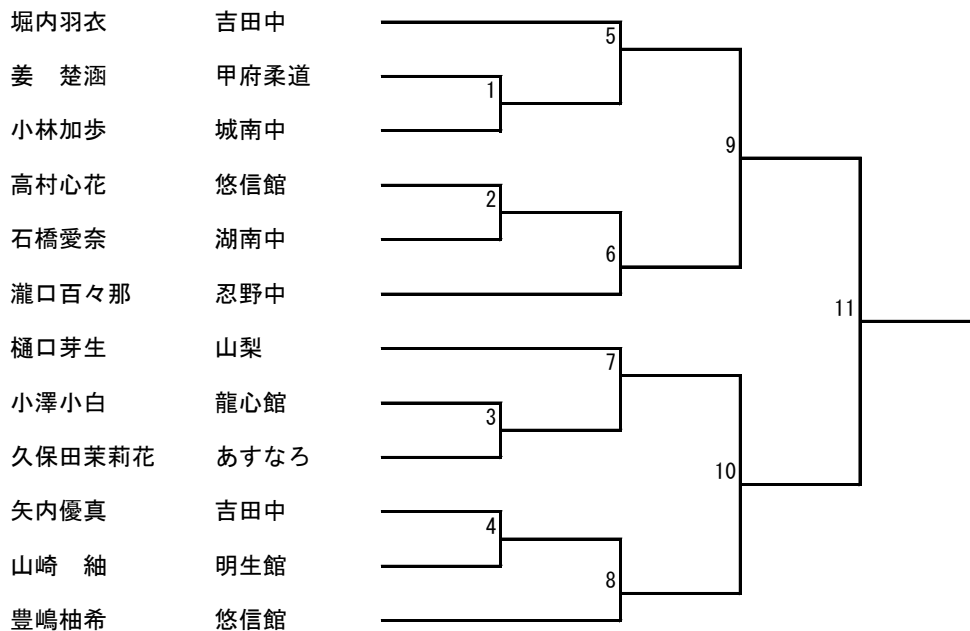 堀内羽衣 吉田中
5
姜　楚涵 甲府柔道
1
小林加歩 城南中
9
高村心花 悠信館
2
石橋愛奈 湖南中
6
瀧口百々那 忍野中
11
樋口芽生 山梨
7
小澤小白 龍心館
3
久保田茉莉花 あすなろ
10
矢内優真 吉田中
4
山崎　紬 明生館
8
豊嶋柚希 悠信館